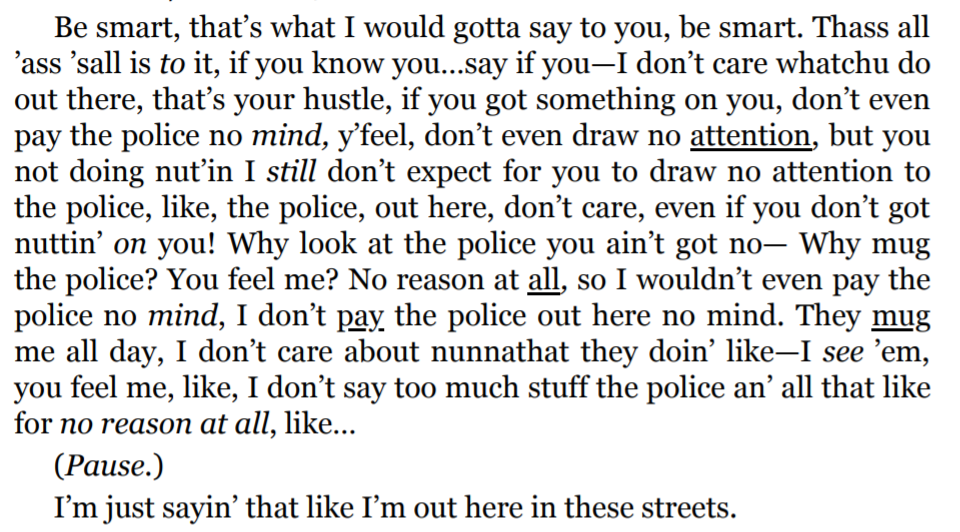 Be smart, that’s what I would gotta say to you, be smart. Thass all
’ass ’sall is to it, if you know you...say if you—I don’t care whatchu do
out there, that’s your hustle, if you got something on you, don’t even
pay the police no mind, y’feel, don’t even draw no attention, but you
not doing nut’in I still don’t expect for you to draw no attention to
the police, like, the police, out here, don’t care, even if you don’t got
nuttin’ on you! Why look at the police you ain’t got no— Why mug
the police? You feel me? No reason at all, so I wouldn’t even pay the
police no mind, I don’t pay the police out here no mind. They mug
me all day, I don’t care about nunnathat they doin’ like—I see ’em,
you feel me, like, I don’t say too much stuff the police an’ all that like
for no reason at all, like...
(Pause.)
I’m just sayin’ that like I’m out here in these streets.